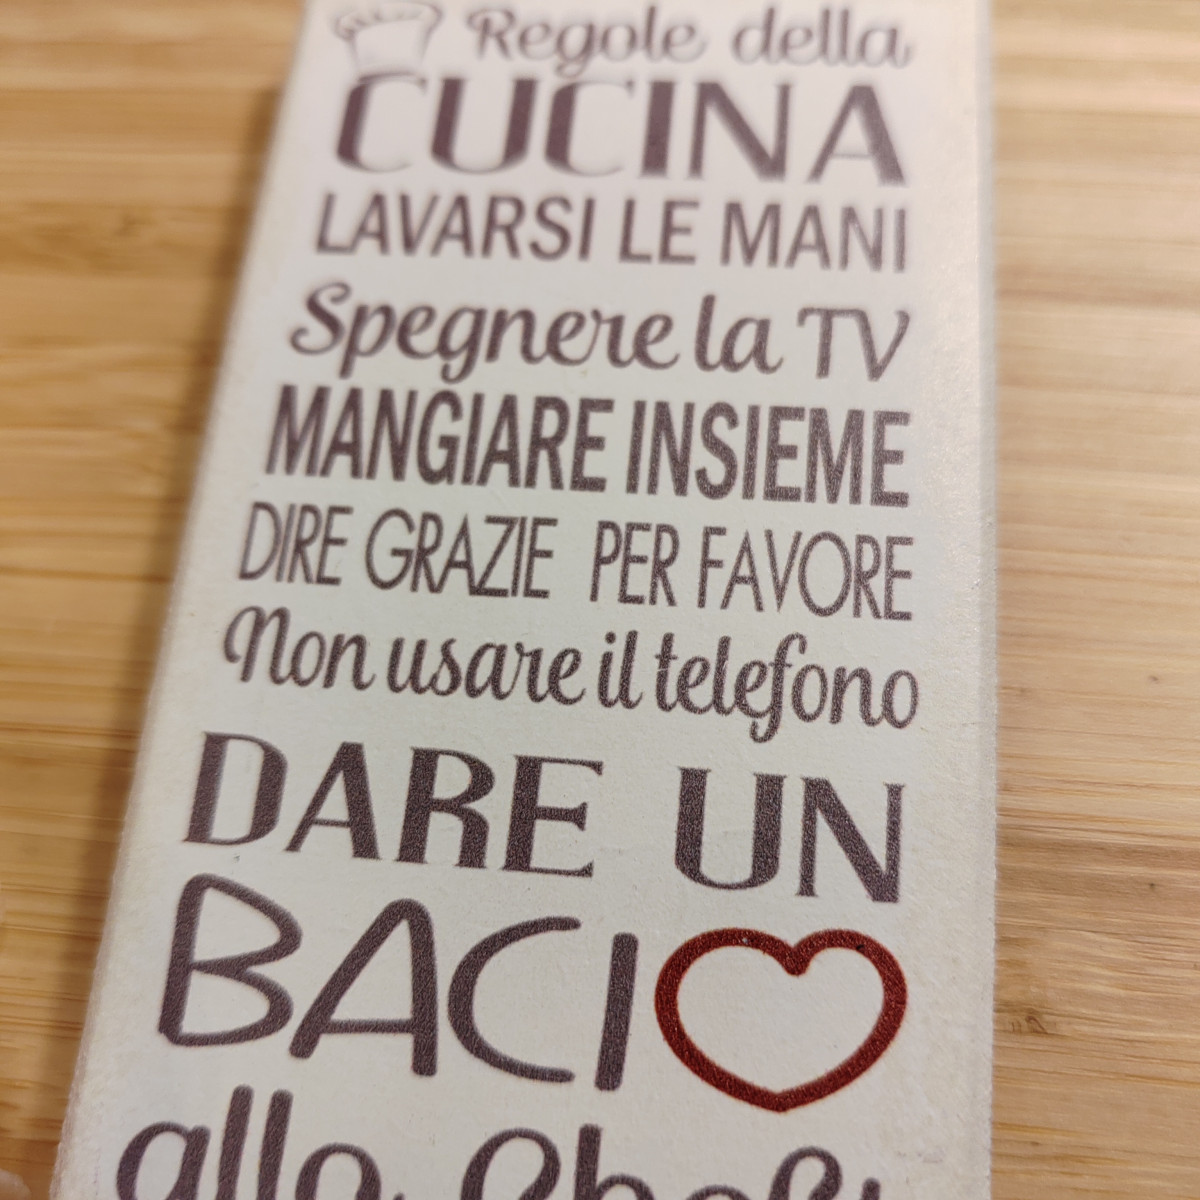 Regole della
CUCINA
LAVARSI LE MANI
Spegnere la TV
MANGIARE INSIEME
DIRE GRAZIE PER FAVORE
Non usare il telefono
DARE UN
BACI